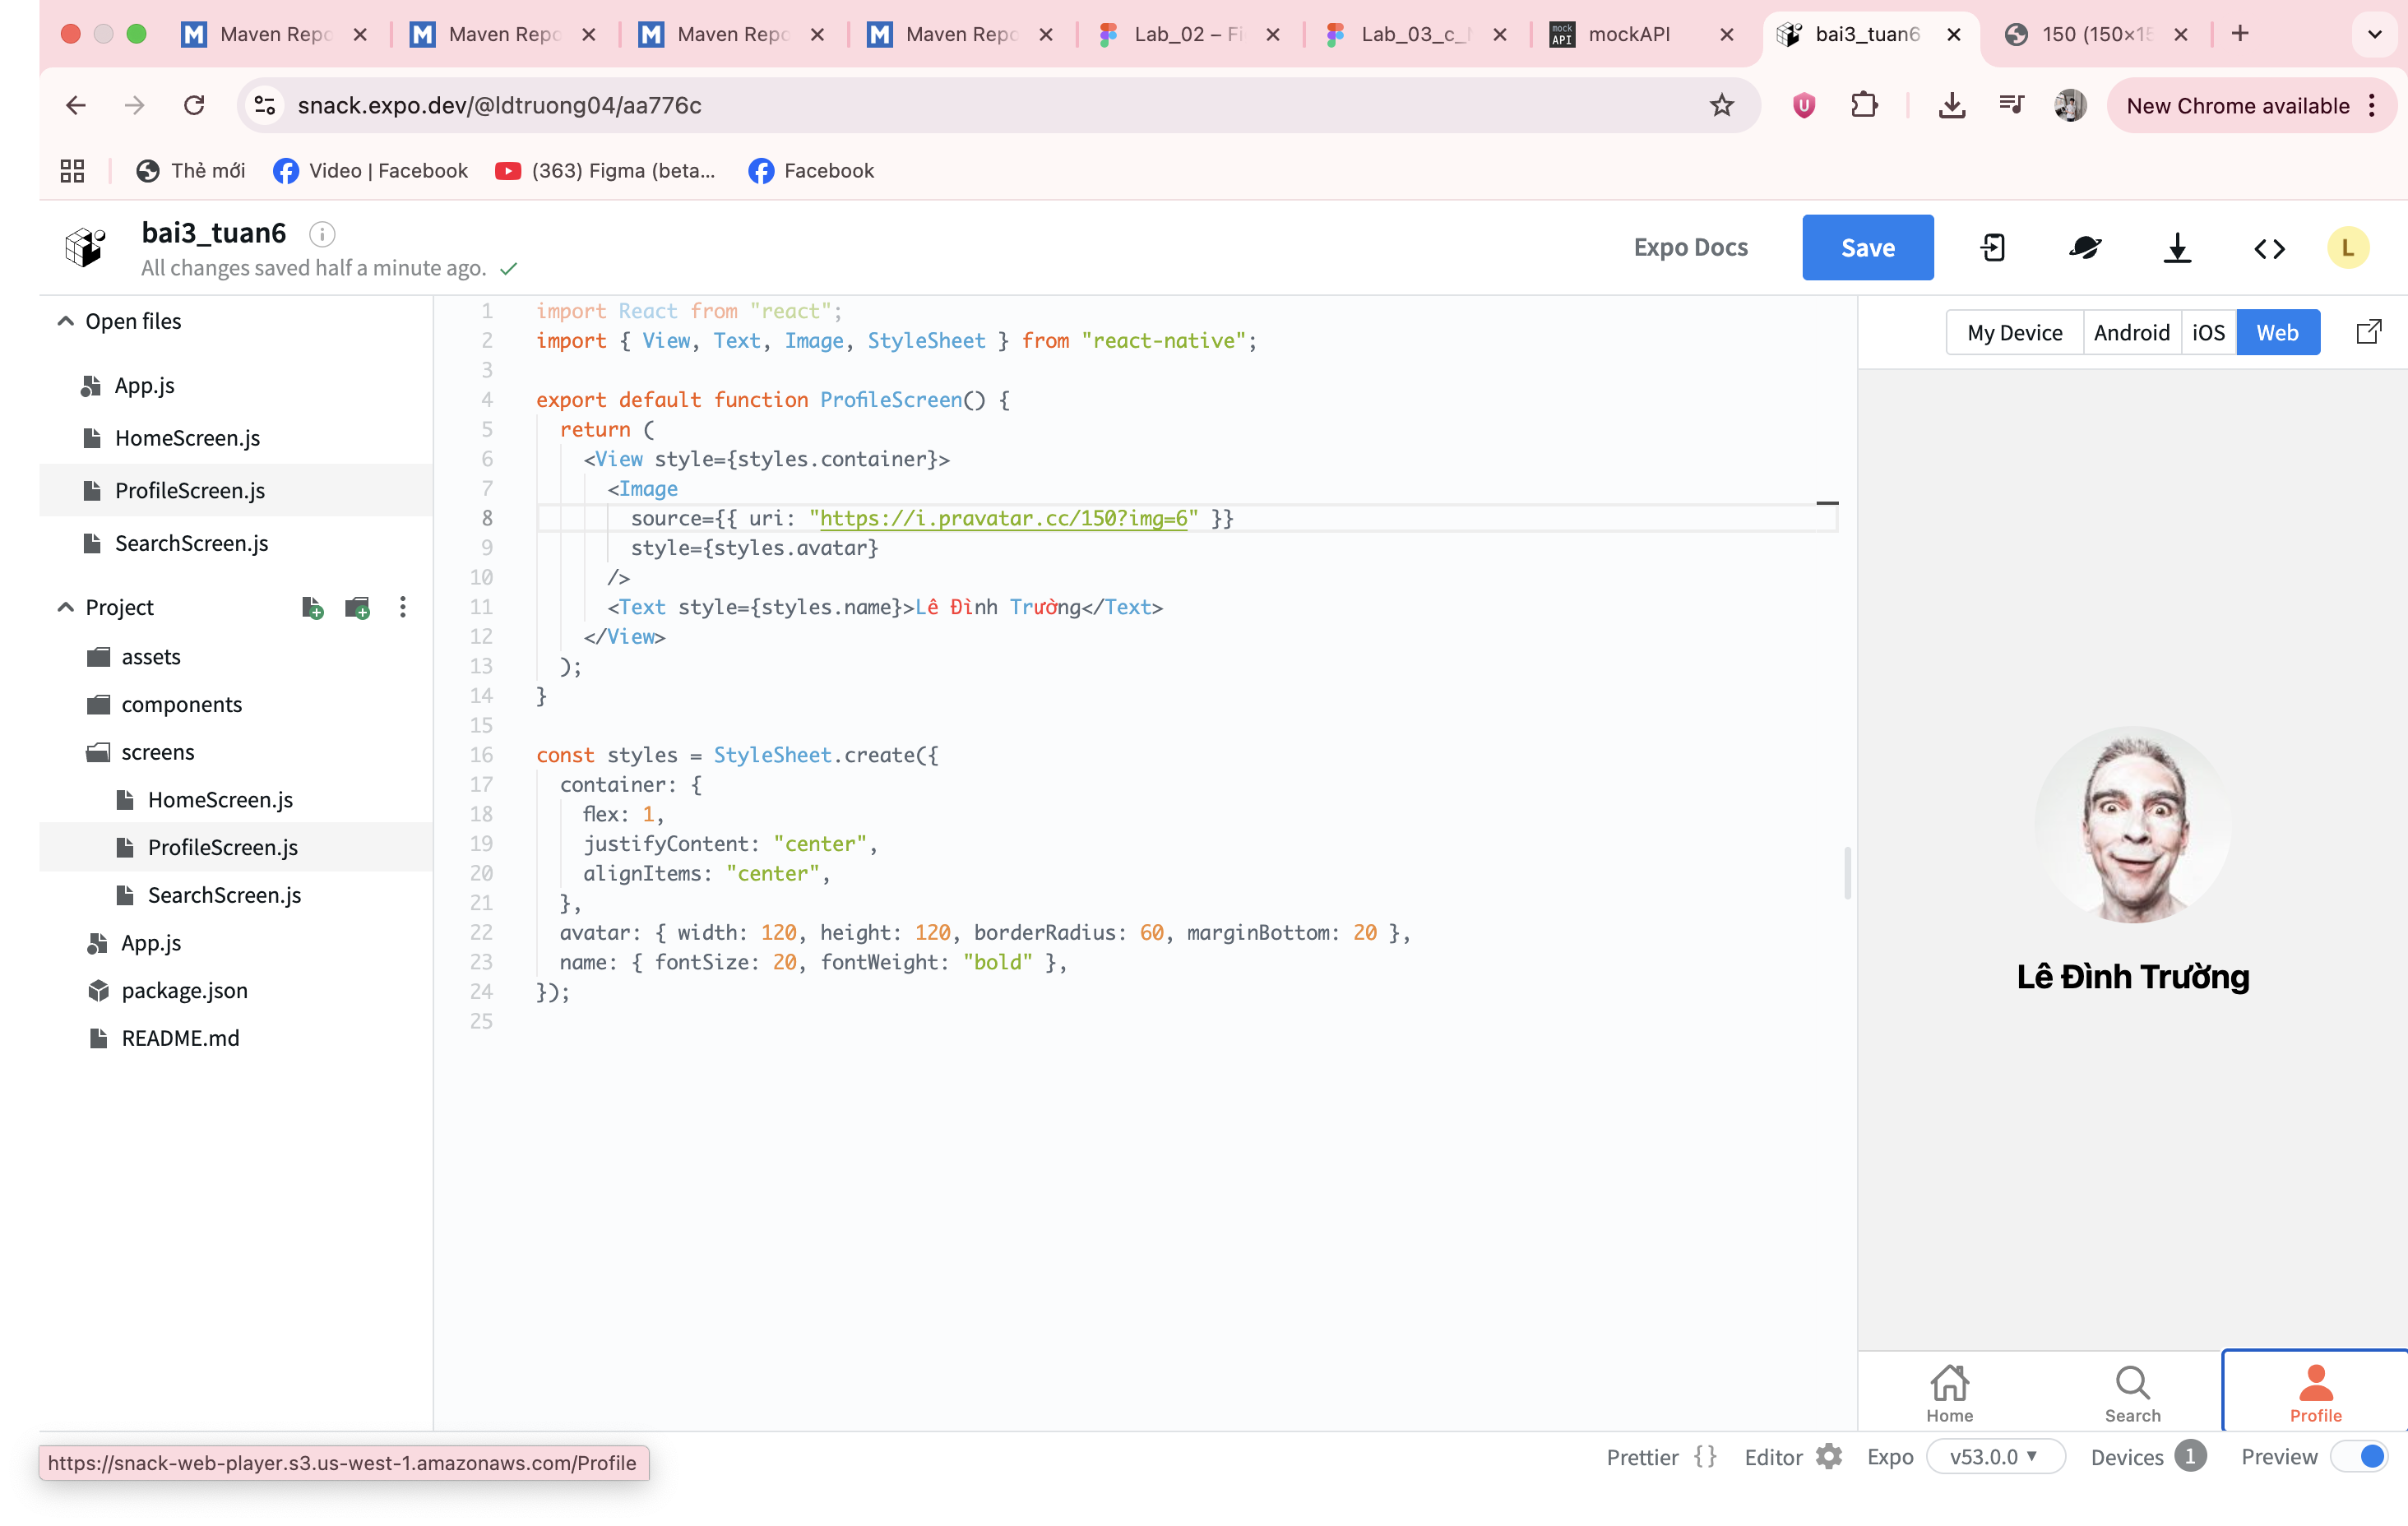 Maven Repo
Maven Repo
Maven Repo
Maven Repo
Lab_02 – Fi
Lab_03_c_
mock API
mockAPI
bai3_tuan6
150 (150×15
snack.expo.dev/@ldtruong04/aa776c
New Chrome available
Thẻ mới
Video | Facebook
(363) Figma (beta...
Facebook
bai3_tuan6
All changes saved half a minute ago.
Expo Docs
Save
L
Open files
App.js
HomeScreen.js
ProfileScreen.js
SearchScreen.js
Project
assets
components
screens
HomeScreen.js
ProfileScreen.js
SearchScreen.js
App.js
package.json
README.md
1 import React from "react";
2 import { View, Text, Image, StyleSheet } from "react-native";
3
4 export default function ProfileScreen() {
5 return (
6 <View style={styles.container}>
7 <Image
8 source={{ uri: "https://i.pravatar.cc/150?img=6" }}
9 style={styles.avatar}
10 />
11 <Text style={styles.name}>Lê Đình Trường</Text>
12 </View>
13 );
14 }
15
16 const styles = StyleSheet.create({
17 container: {
18 flex: 1,
19 justifyContent: "center",
20 alignItems: "center",
21 },
22 avatar: { width: 120, height: 120, borderRadius: 60, marginBottom: 20 },
23 name: { fontSize: 20, fontWeight: "bold" },
24 });
25
My Device
Android
iOS
Web
Lê Đình Trường
Home
Search
Profile
https://snack-web-player.s3.us-west-1.amazonaws.com/Profile
Prettier {}
Editor
Expo
v53.0.0
Devices 1
Preview